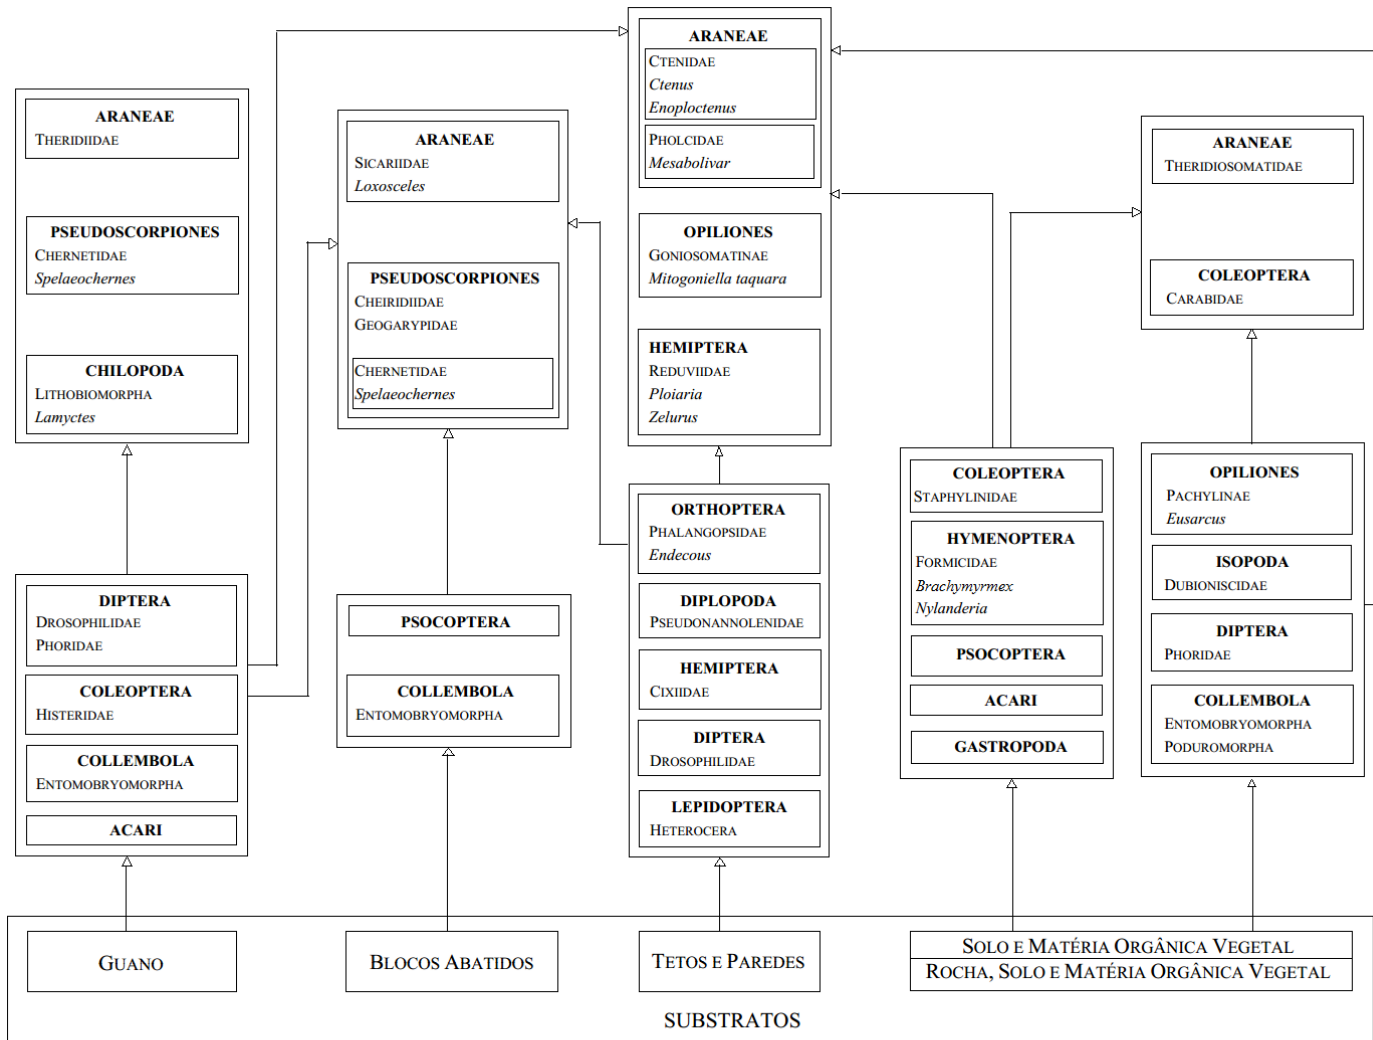 ARANEAE
THERIDIIDAE
PSEUDOSCORPIONES
CHERNETIDAE
Spelaeochernes
CHILOPODA
LITHOBIOMORPHA
Lamyctes
DIPTERA
DROSOPHILIDAE
PHORIDAE
COLEOPTERA
HISTERIDAE
COLLEMBOLA
ENTOMOBRYOMORPHA
ACARI
GUANO
ARANEAE
SICARIIDAE
Loxosceles
PSEUDOSCORPIONES
CHEIRIDIIDAE
GEOGARYPIDAE
CHERNETIDAE
Spelaeochernes
PSOCOPTERA
COLLEMBOLA
ENTOMOBRYOMORPHA
BLOCOS ABATIDOS
ARANEAE
CTENIDAE
Ctenus
Enoploctenus
PHOLCIDAE
Mesabolivar
OPILIONES
GONIOSOMATINAE
Mitogoniella taquara
HEMIPTERA
REDUVIIDAE
Ploiaria
Zelurus
ORTHOPTERA
PHALANGOPSIDAE
Endecous
DIPLOPODA
PSEUDONANNOLENIDAE
HEMIPTERA
CIXIIDAE
DIPTERA
DROSOPHILIDAE
LEPIDOPTERA
HETEROCERA
TETOS E PAREDES
COLEOPTERA
STAPHYLINIDAE
HYMENOPTERA
FORMICIDAE
Brachymyrmex
Nylanderia
PSOCOPTERA
ACARI
GASTROPODA
ARANEAE
THERIDIOSOMATIDAE
COLEOPTERA
CARABIDAE
OPILIONES
PACHYLINAE
Eusarcus
ISOPODA
DUBIONISCIDAE
DIPTERA
PHORIDAE
COLLEMBOLA
ENTOMOBRYOMORPHA
PODUROMORPHA
SOLO E MATÉRIA ORGÂNICA VEGETAL
ROCHA, SOLO E MATÉRIA ORGÂNICA VEGETAL
SUBSTRATOS